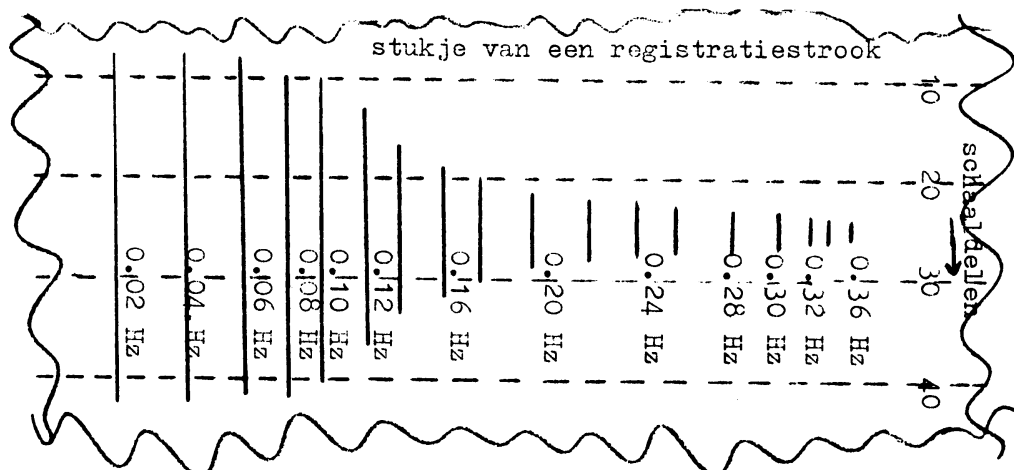 stukje van een registratiestrook
0.02 Hz
0.04 Hz
0.06 Hz
0.08 Hz
0.10 Hz
0.12 Hz
0.16 Hz
0.20 Hz
0.24 Hz
0.28 Hz
0.30 Hz
0.32 Hz
0.36 Hz
10
20
30
40
schaaldelen